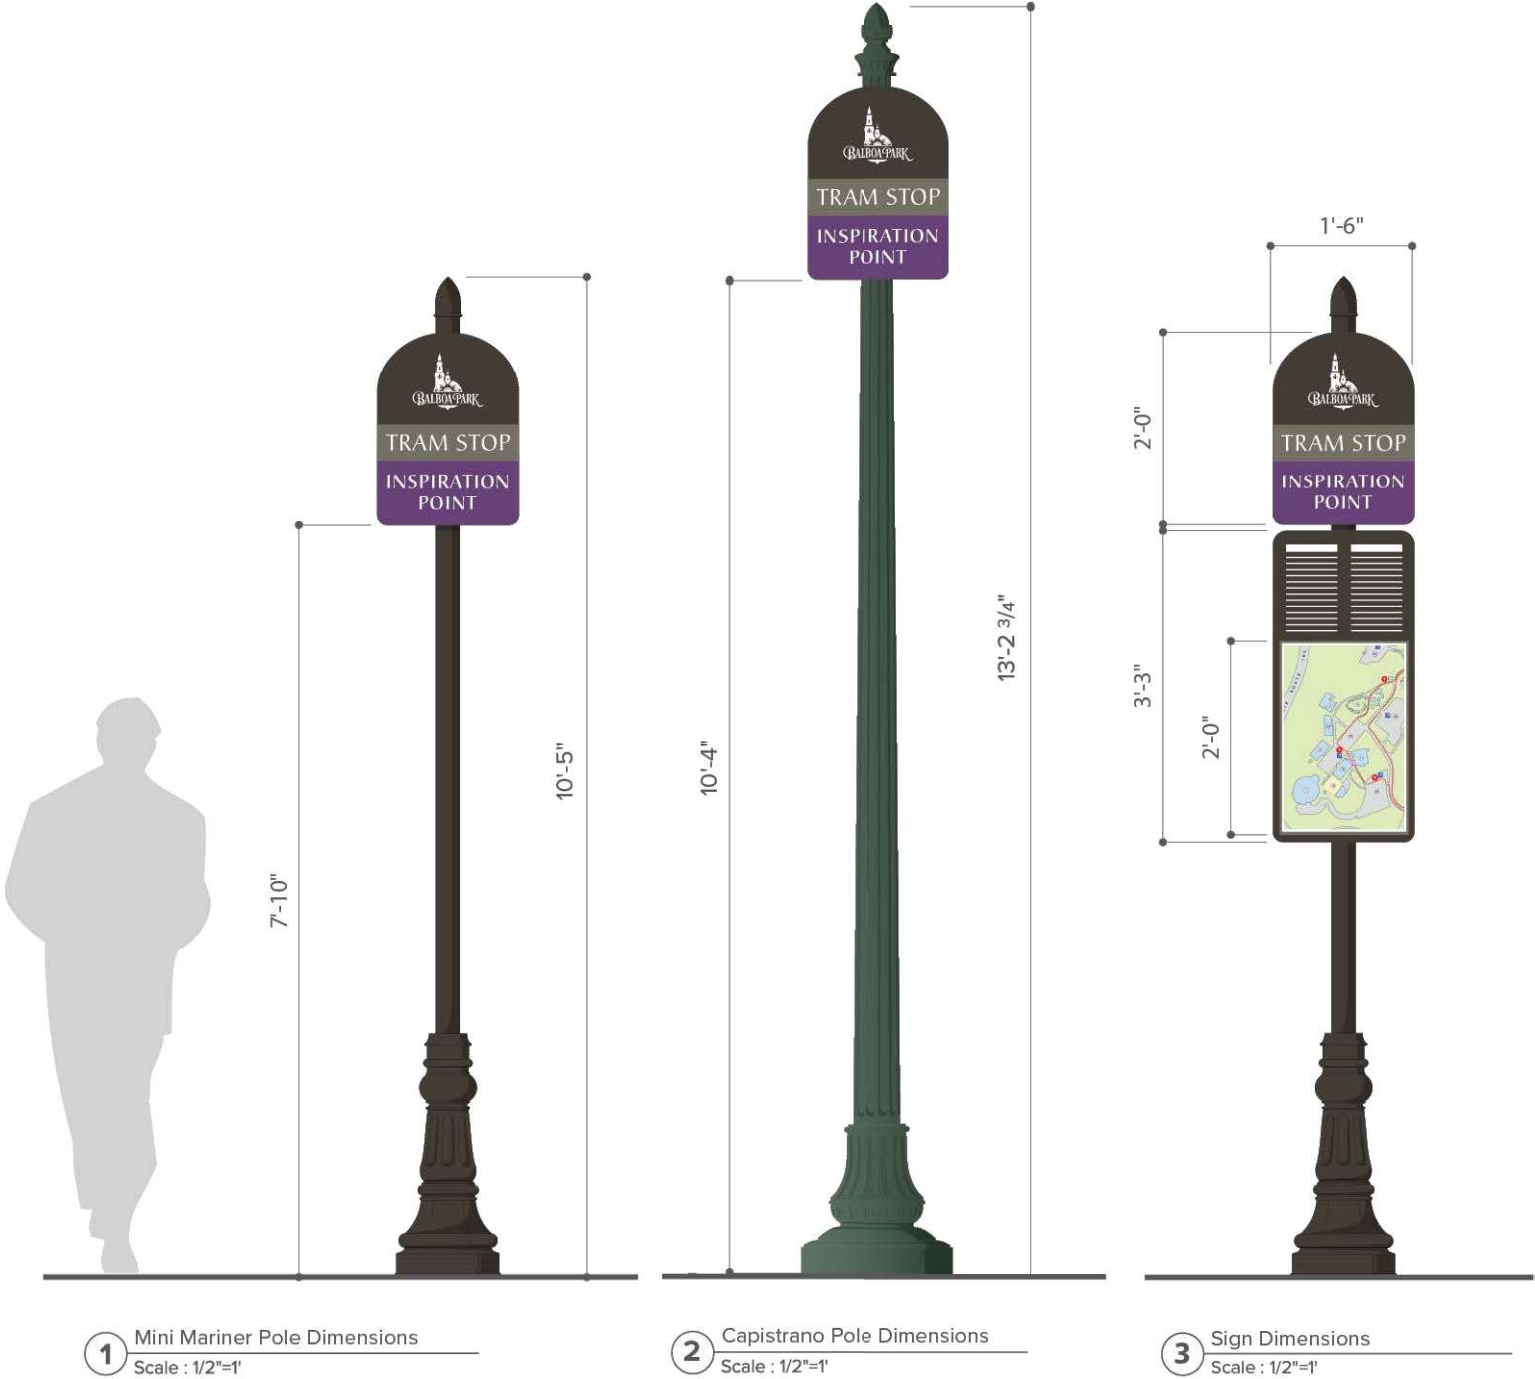 BALBOA PARK
TRAM STOP
INSPIRATION
POINT
7'-10"
10'-5"
1 Mini Mariner Pole Dimensions
Scale : 1/2"=1'
BALBOA PARK
TRAM STOP
INSPIRATION
POINT
10'-4"
13'-2 3/4"
2 Capistrano Pole Dimensions
Scale : 1/2"=1'
1'-6"
BALBOA PARK
TRAM STOP
INSPIRATION
POINT
2'-0"
3'-3"
2'-0"
3 Sign Dimensions
Scale : 1/2"=1'